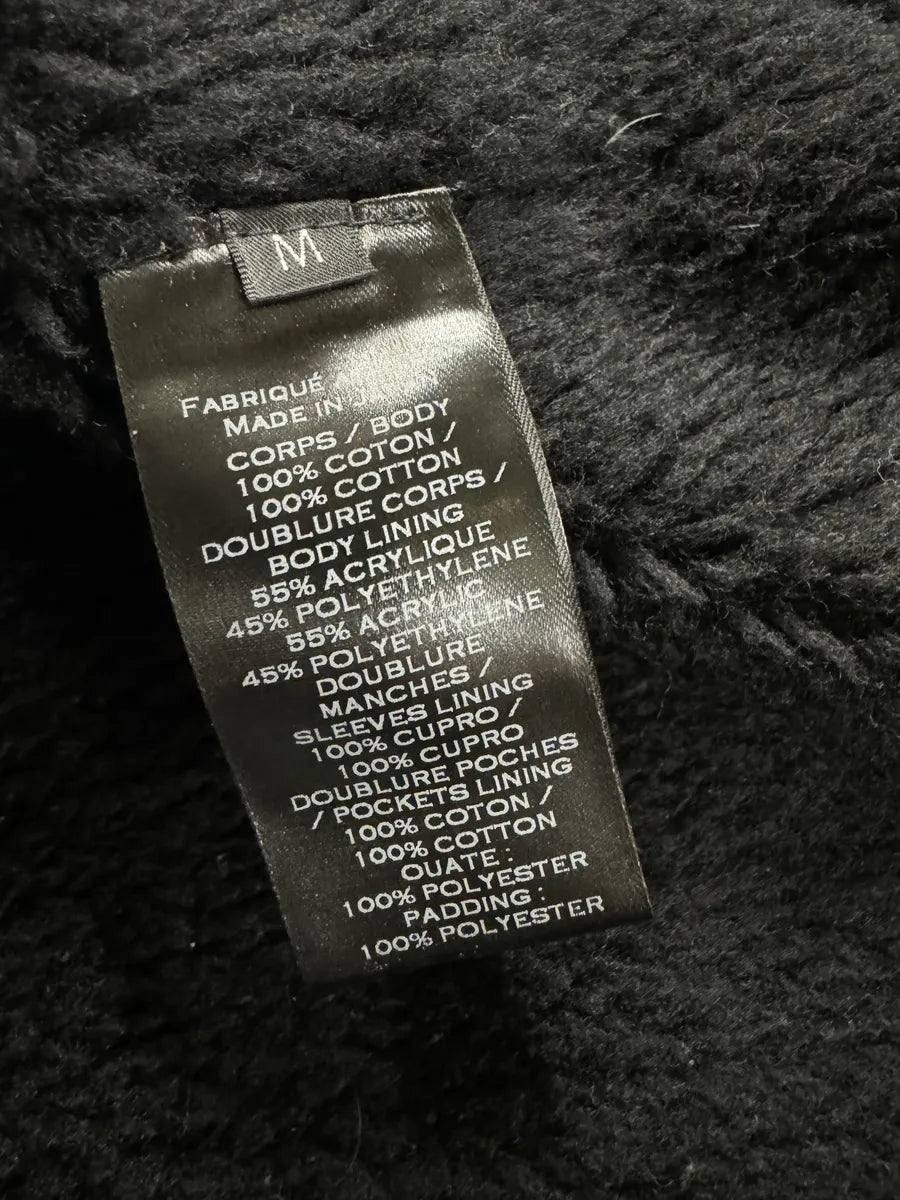 M
FABRIQUÉ
MADE IN
CORPS / BODY
100% COTON /
100% COTTON
DOUBLURE CORPS /
BODY LINING
55% ACRYLIQUE
45% POLYETHYLENE
55% ACRYLIC
45% POLYETHYLENE
DOUBLURE
MANCHES /
SLEEVES LINING
100% CUPRO /
100% CUPRO
DOUBLURE POCHES
/ POCKETS LINING
100% COTON /
100% COTTON
OUATE :
100% POLYESTER
PADDING :
100% POLYESTER